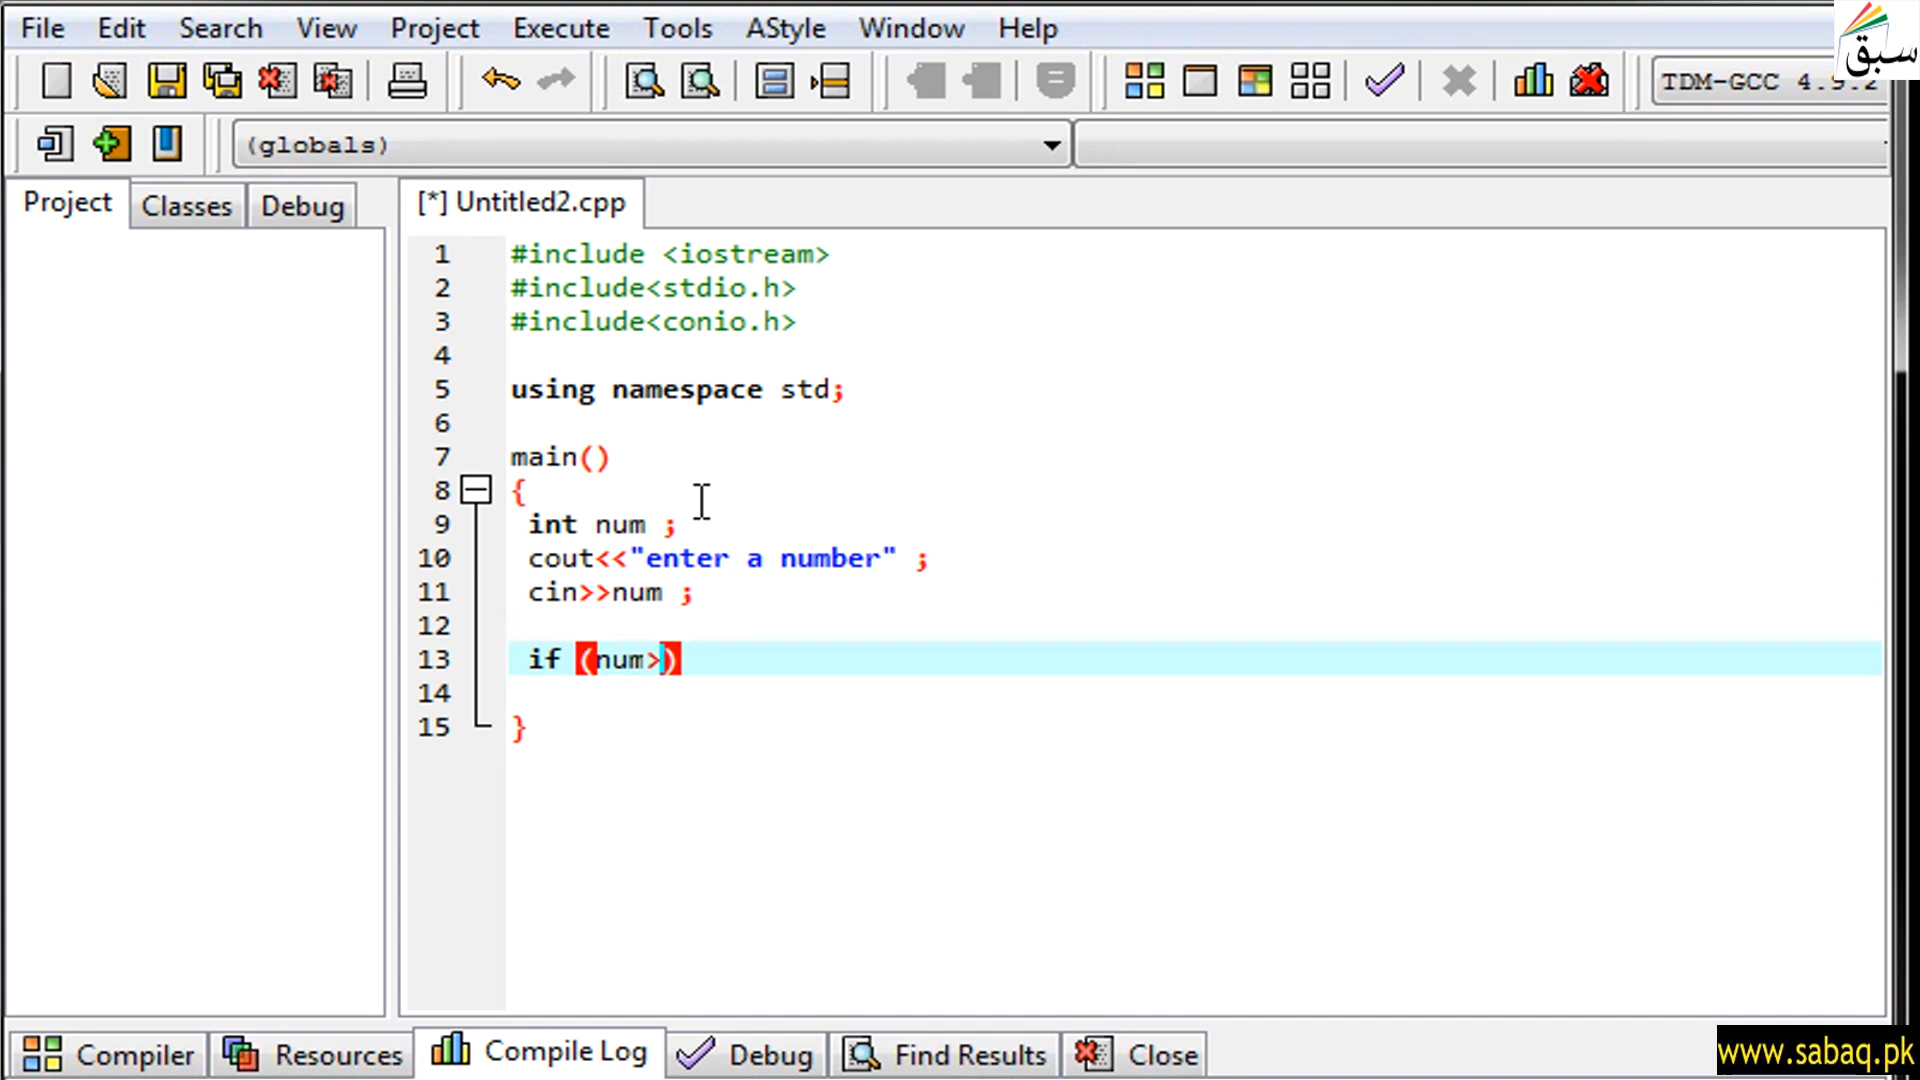 File Edit Search View Project Execute Tools AStyle Window Help
سبق
TDM-GCC 4.9.2
(globals)
Project Classes Debug
[*] Untitled2.cpp
1 #include <iostream>
2 #include<stdio.h>
3 #include<conio.h>
4
5 using namespace std;
6
7 main()
8 {
9 int num ;
10 cout<<"enter a number" ;
11 cin>>num ;
12
13 if (num>)
14
15 }
Compiler Resources Compile Log Debug Find Results Close
www.sabaq.pk